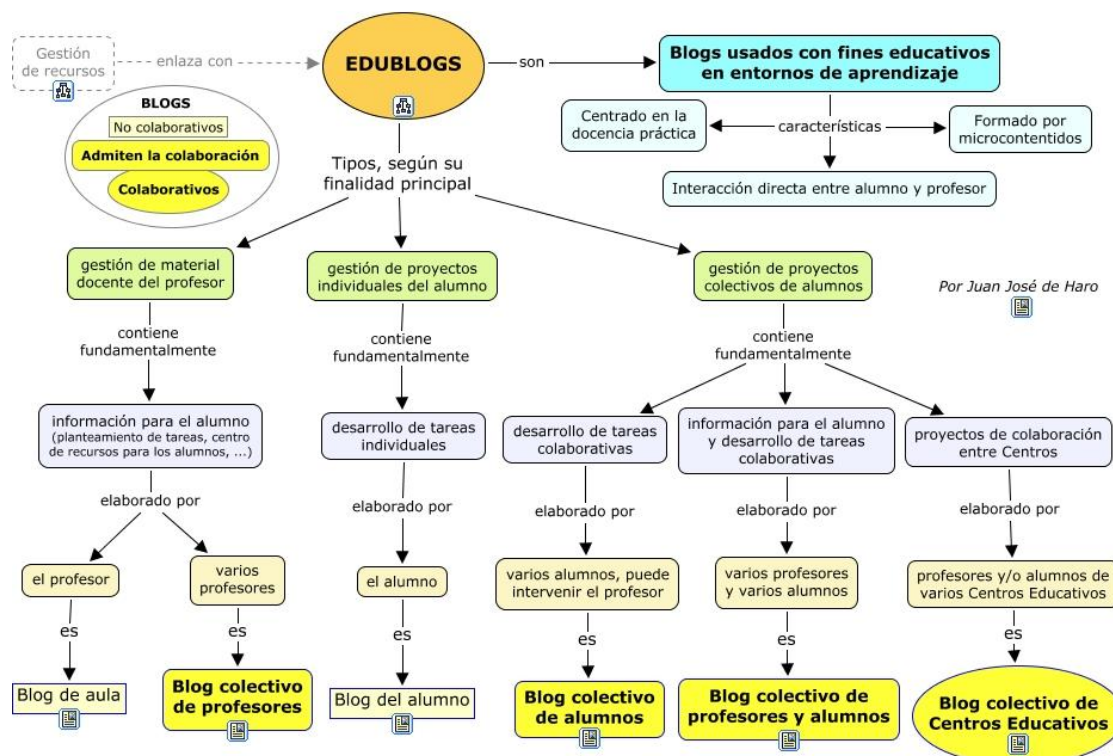 Gestión
de recursos
enlaza con
EDUBLOGS
son
Blogs usados con fines educativos
en entornos de aprendizaje
BLOGS
No colaborativos
Admiten la colaboración
Colaborativos
Centrado en la
docencia práctica
características
Formado por
microcontenidos
Interacción directa entre alumno y profesor
Tipos, según su
finalidad principal
gestión de material
docente del profesor
gestión de proyectos
individuales del alumno
gestión de proyectos
colectivos de alumnos
Por Juan José de Haro
contiene
fundamentalmente
contiene
fundamentalmente
contiene
fundamentalmente
información para el alumno
(planteamiento de tareas, centro
de recursos para los alumnos, ...)
desarrollo de tareas
individuales
desarrollo de tareas
colaborativas
información para el alumno
y desarrollo de tareas
colaborativas
proyectos de colaboración
entre Centros
elaborado por
elaborado por
elaborado por
elaborado por
elaborado por
el profesor
varios
profesores
el alumno
varios alumnos, puede
intervenir el profesor
varios profesores
y varios alumnos
profesores y/o alumnos de
varios Centros Educativos
es
es
es
es
es
es
Blog de aula
Blog colectivo
de profesores
Blog del alumno
Blog colectivo
de alumnos
Blog colectivo de
profesores y alumnos
Blog colectivo de
Centros Educativos